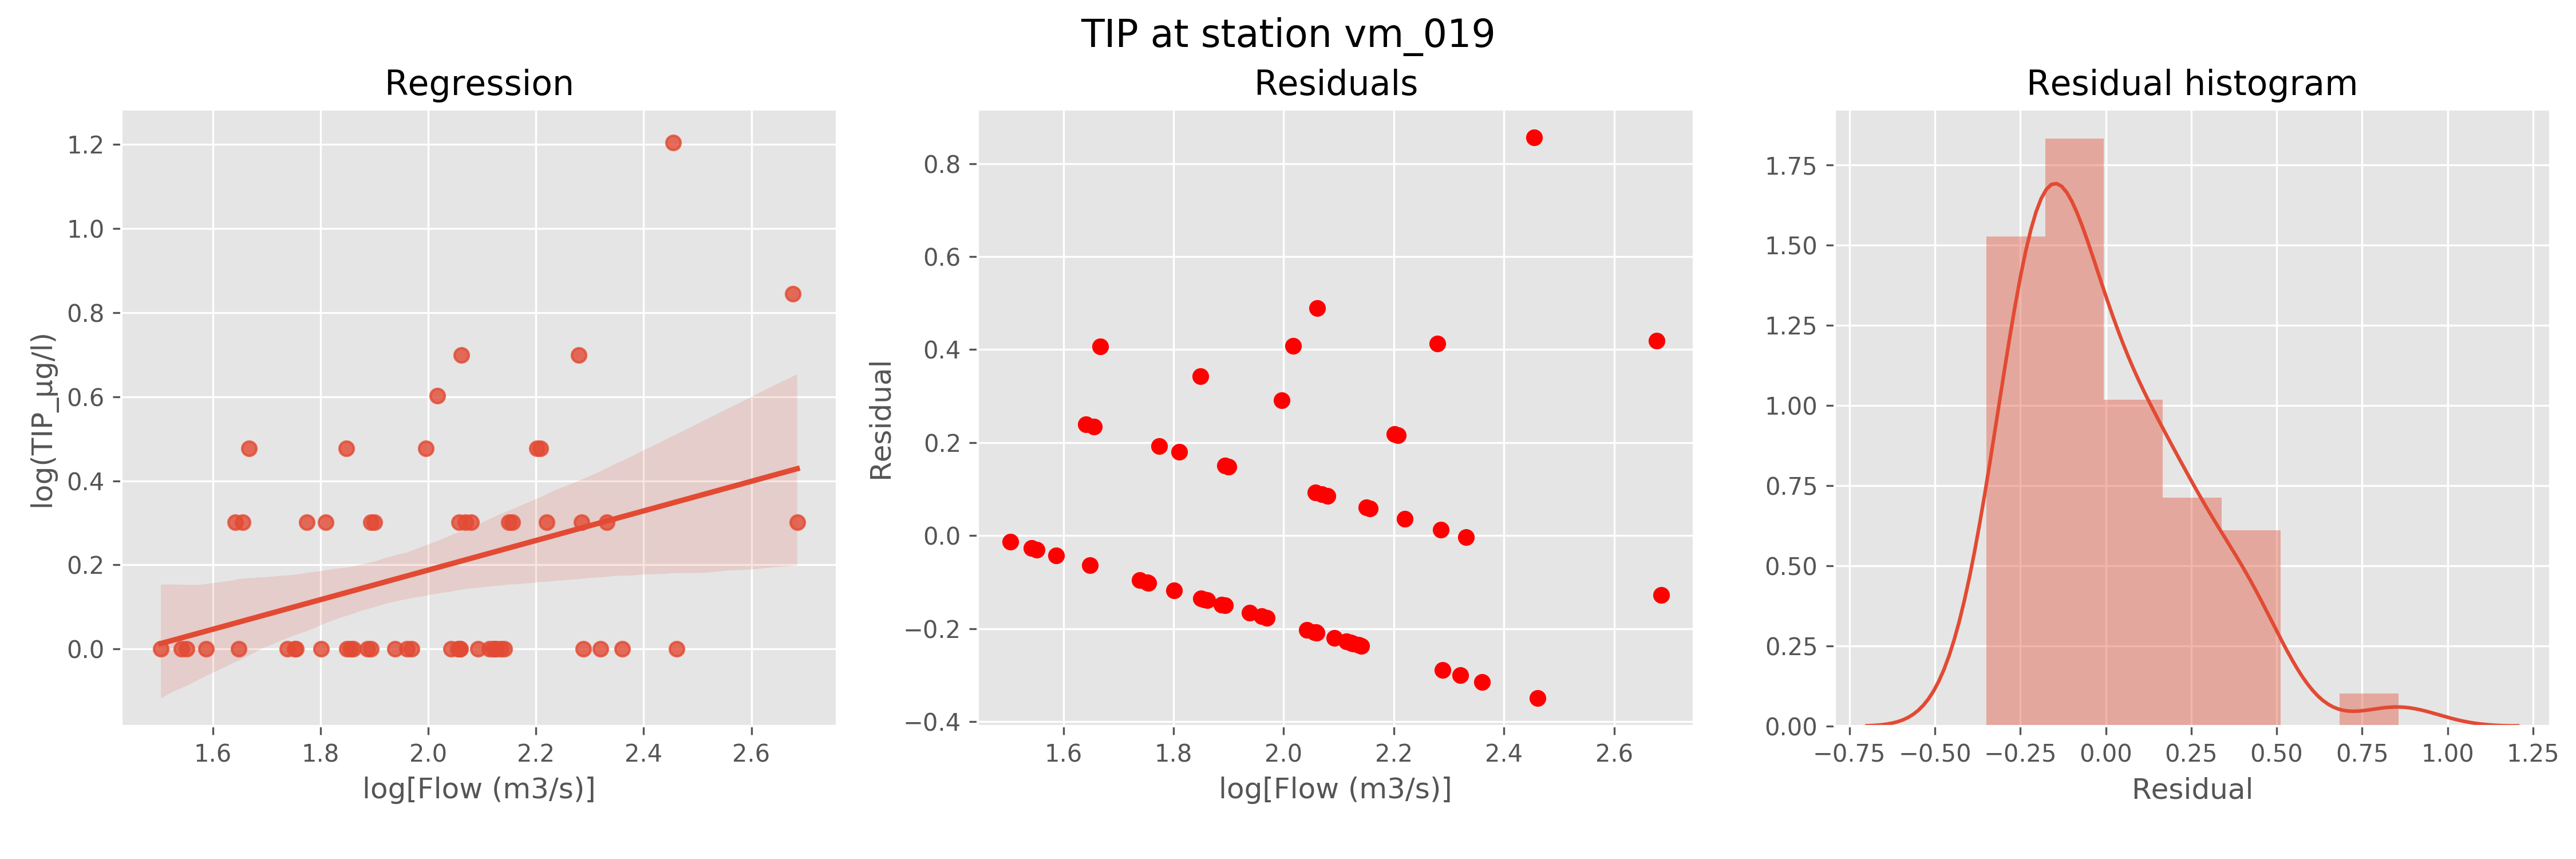 TIP at station vm_019
Regression
log(TIP_µg/l)
1.2
1.0
0.8
0.6
0.4
0.2
0.0
1.6 1.8 2.0 2.2 2.4 2.6
log[Flow (m3/s)]
Residuals
Residual
0.8
0.6
0.4
0.2
0.0
−0.2
−0.4
1.6 1.8 2.0 2.2 2.4 2.6
log[Flow (m3/s)]
Residual histogram
1.75
1.50
1.25
1.00
0.75
0.50
0.25
0.00
−0.75 −0.50 −0.25 0.00 0.25 0.50 0.75 1.00 1.25
Residual